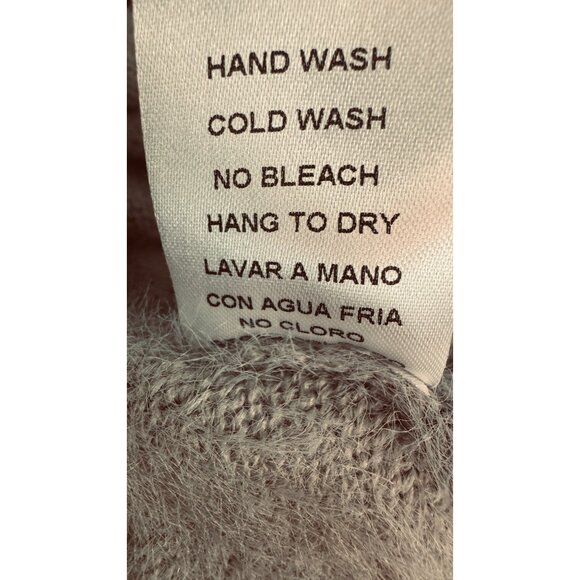 HAND WASH
COLD WASH
NO BLEACH
HANG TO DRY
LAVAR A MANO
CON AGUA FRIA
NO CLORO